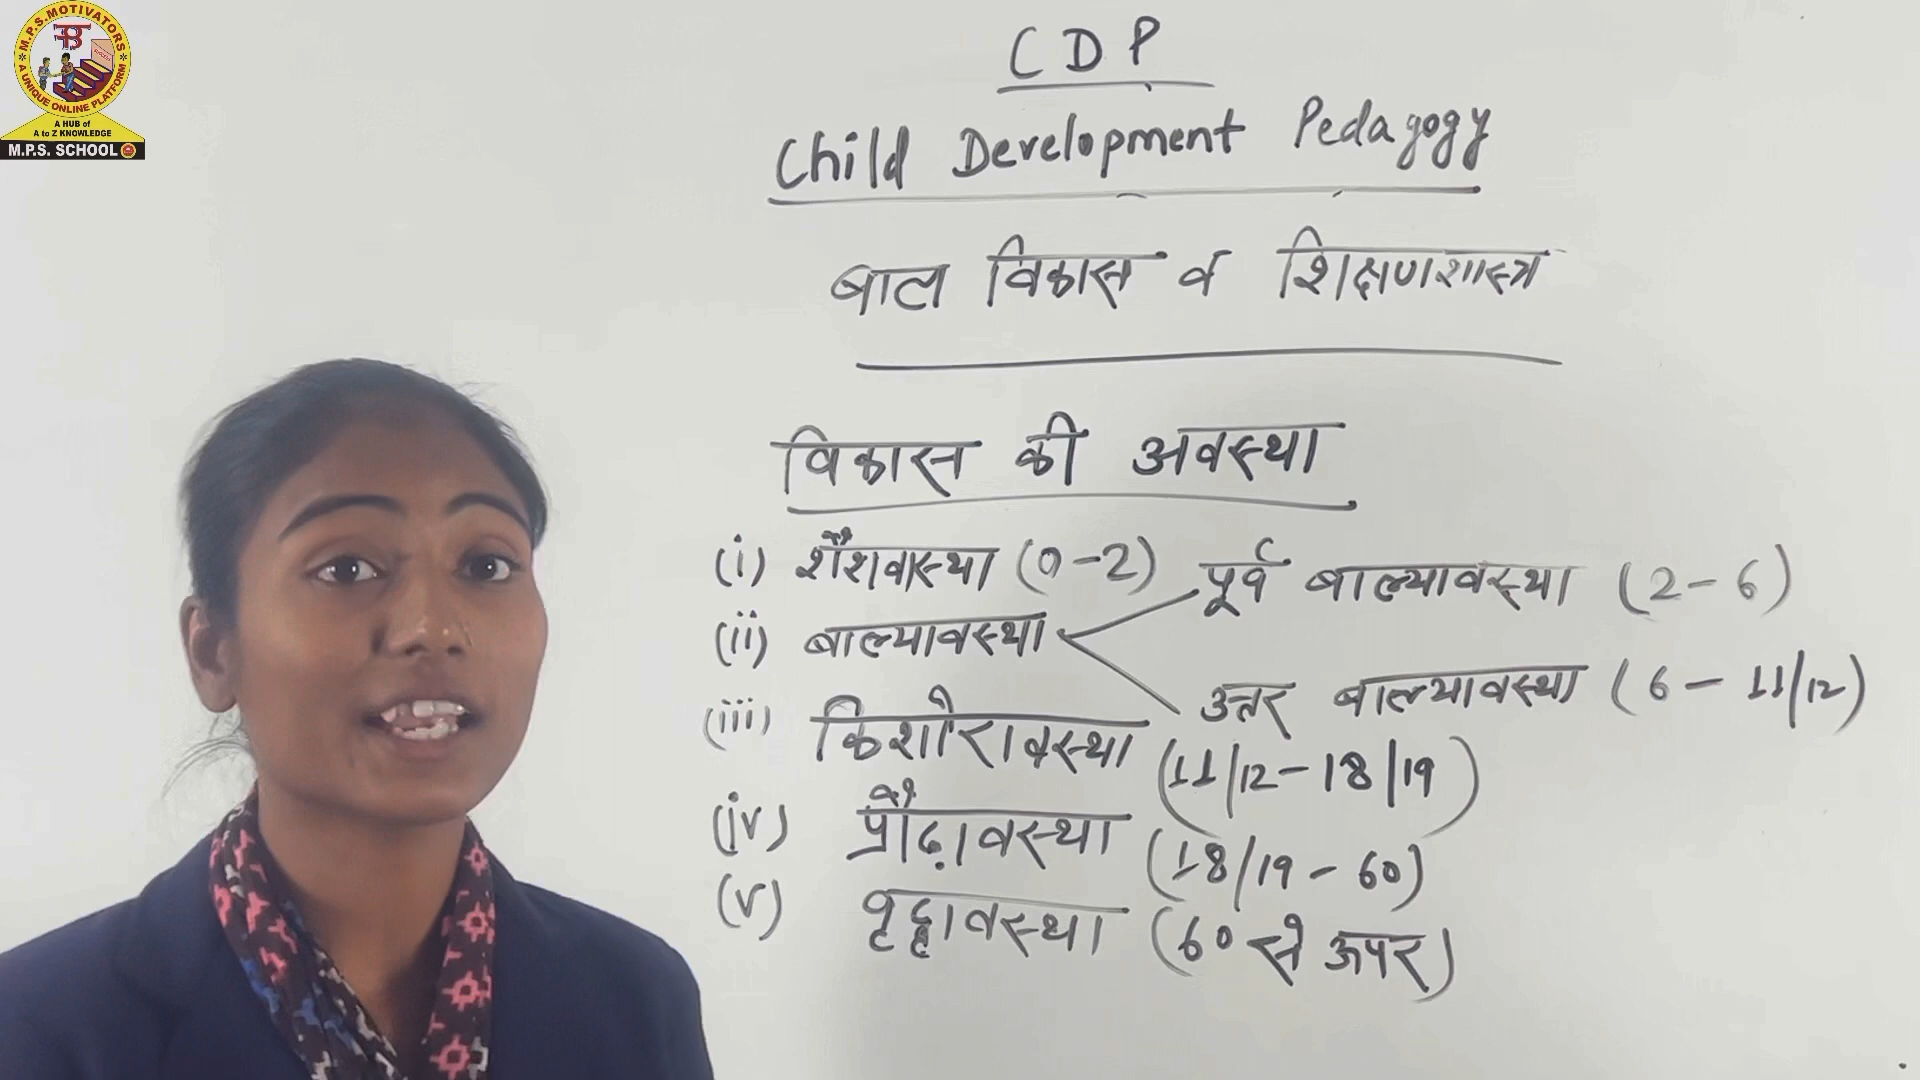 M.P.S.MOTIVATORS
A UNIQUE ONLINE PLATFORM
A HUB of
A to Z KNOWLEDGE
M.P.S. SCHOOL
CDP
Child Development Pedagogy
बाल विकास व शिक्षणशास्त्र
विकास की अवस्था
(i) शैशवास्था (0-2)
(ii) बाल्यावस्था
पूर्व बाल्यावस्था (2-6)
उत्तर बाल्यावस्था (6-11/12)
(iii) किशोरावस्था (11/12-18/19)
(iv) प्रौढ़ावस्था (18/19-60)
(v) वृद्धावस्था (60 से ऊपर)